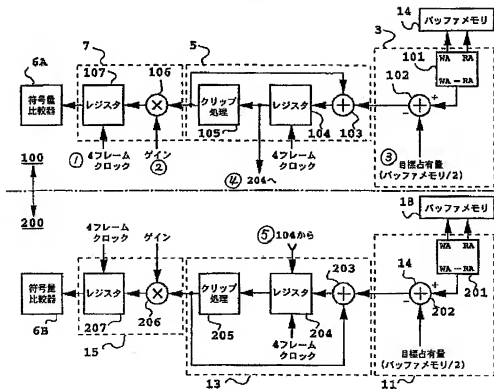 14
バッファメモリ
3
7
5
WA RA
101
WA-RA
6A
107
106
102
+
-
符号量
比較器
レジスタ
クリップ
処理
105
レジスタ
104
103
① 4フレーム
クロック
② ゲイン
④ 204へ
4フレーム
クロック
③ 目標占有量
(バッファメモリ/2)
100
200
18
バッファメモリ
4フレーム
クロック
ゲイン
⑤ 104から
WA RA
201
WA-RA
14
+
-
203
202
符号量
比較器
レジスタ
クリップ
処理
6B
207
206
205
204
15
4フレーム
クロック
目標占有量
(バッファメモリ/2)
13
11